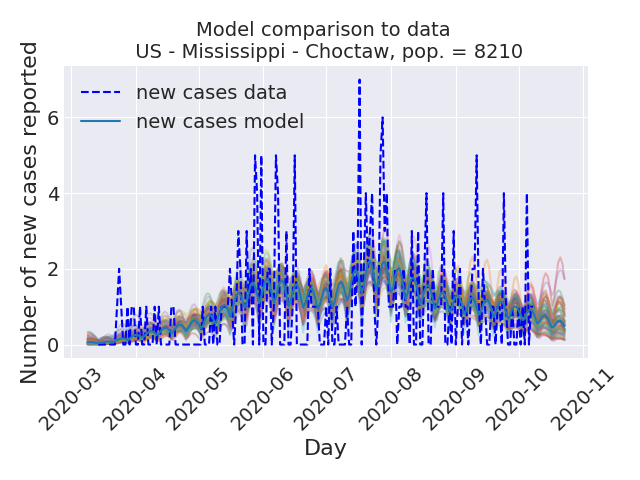 Model comparison to data
US - Mississippi - Choctaw, pop. = 8210
Number of new cases reported
new cases data
new cases model
6
4
2
0
2020-03
2020-04
2020-05
2020-06
2020-07
2020-08
2020-09
2020-10
2020-11
Day